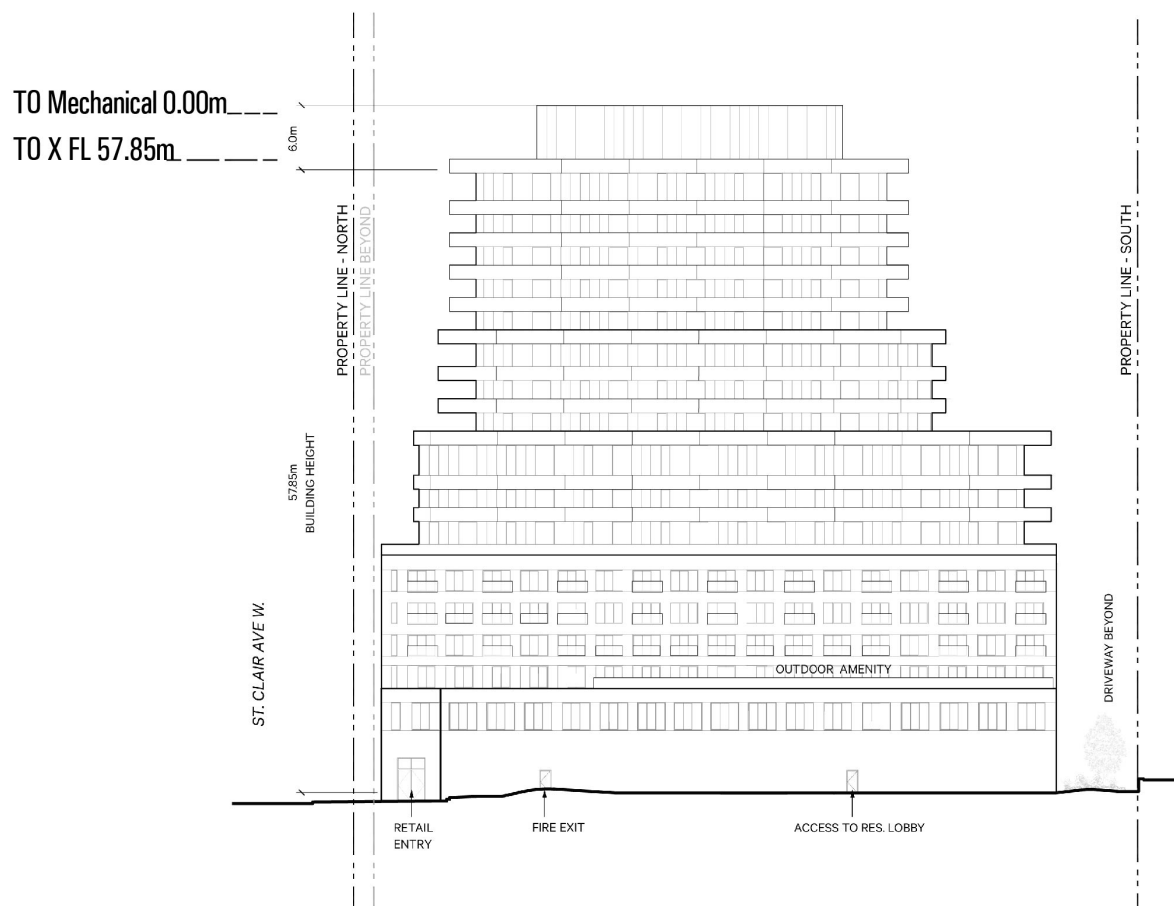 TO Mechanical 0.00m
TO X FL 57.85m
6.0m
PROPERTY LINE - NORTH
PROPERTY LINE BEYOND
PROPERTY LINE - SOUTH
57.85m
BUILDING HEIGHT
ST. CLAIR AVE W.
OUTDOOR AMENITY
DRIVEWAY BEYOND
RETAIL
ENTRY
FIRE EXIT
ACCESS TO RES. LOBBY